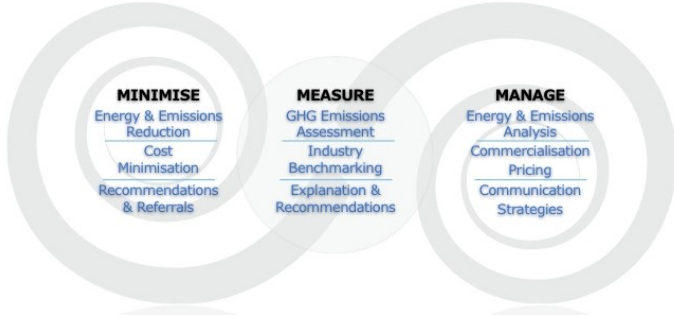 MINIMISE
Energy & Emissions
Reduction
Cost
Minimisation
Recommendations
& Referrals
MEASURE
GHG Emissions
Assessment
Industry
Benchmarking
Explanation &
Recommendations
MANAGE
Energy & Emissions
Analysis
Commercialisation
Pricing
Communication
Strategies